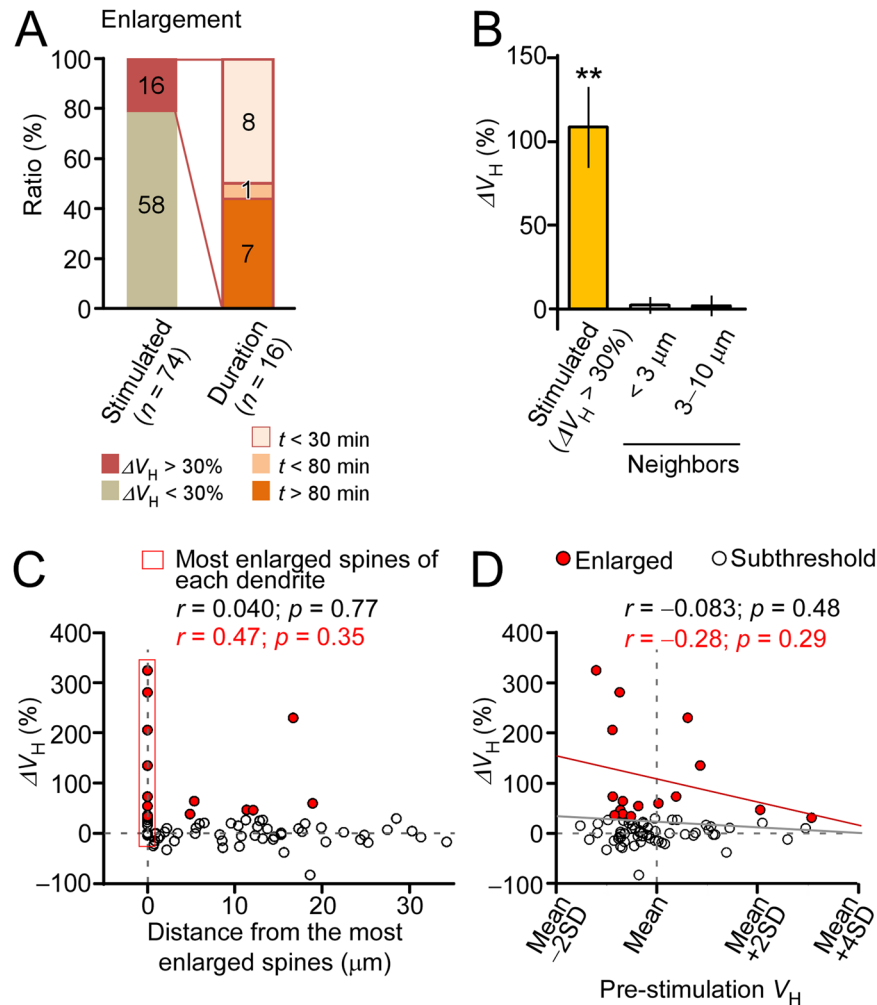 A
Enlargement
Ratio (%)
100
80
60
40
20
0
16
58
8
1
7
Stimulated
(n = 74)
Duration
(n = 16)
ΔVH > 30%
ΔVH < 30%
t < 30 min
t < 80 min
t > 80 min
B
ΔVH (%)
150
100
50
0
**
Stimulated
(ΔVH > 30%)
< 3 μm
3–10 μm
Neighbors
C
Most enlarged spines of
each dendrite
r = 0.040; p = 0.77
r = 0.47; p = 0.35
ΔVH (%)
400
300
200
100
0
−100
0
10
20
30
Distance from the most
enlarged spines (μm)
D
Enlarged
Subthreshold
r = −0.083; p = 0.48
r = −0.28; p = 0.29
ΔVH (%)
400
300
200
100
0
−100
Mean
−2SD
Mean
Mean
+2SD
Mean
+4SD
Pre-stimulation VH